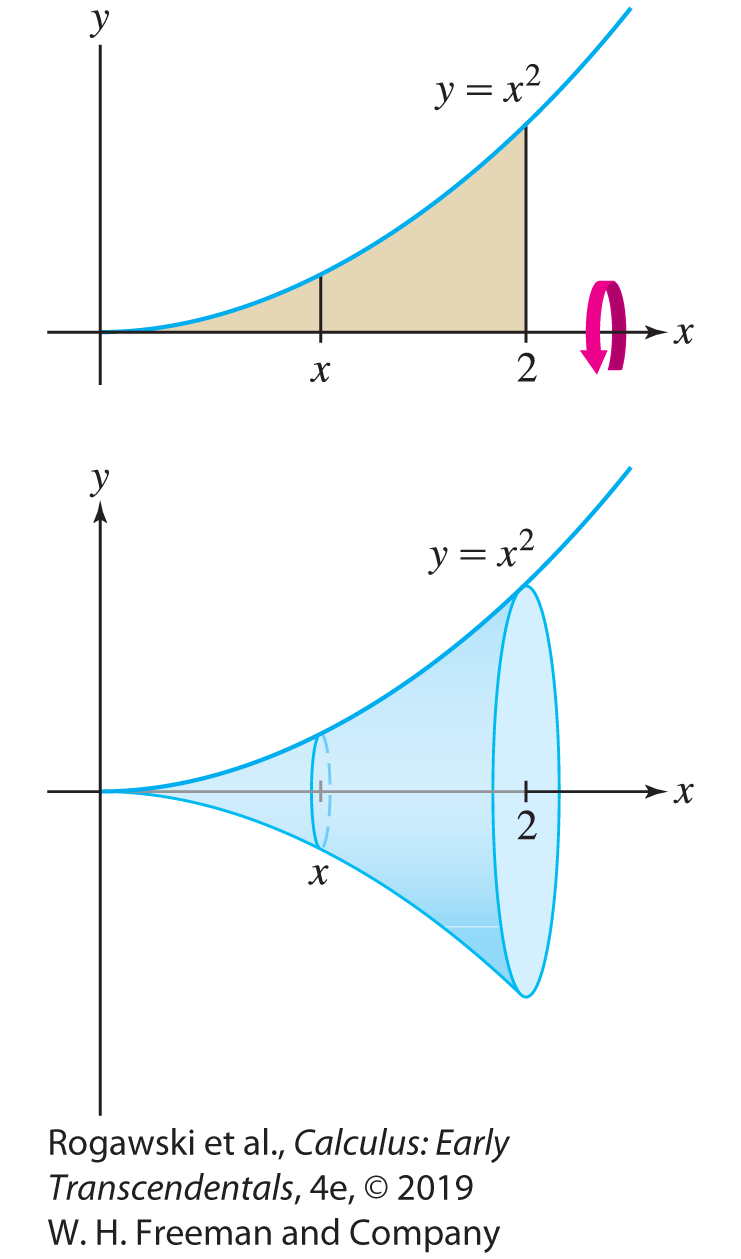 y
y = x²
x
x
2
y
y = x²
x
2
x
Rogawski et al., Calculus: Early
Transcendentals, 4e, © 2019
W. H. Freeman and Company